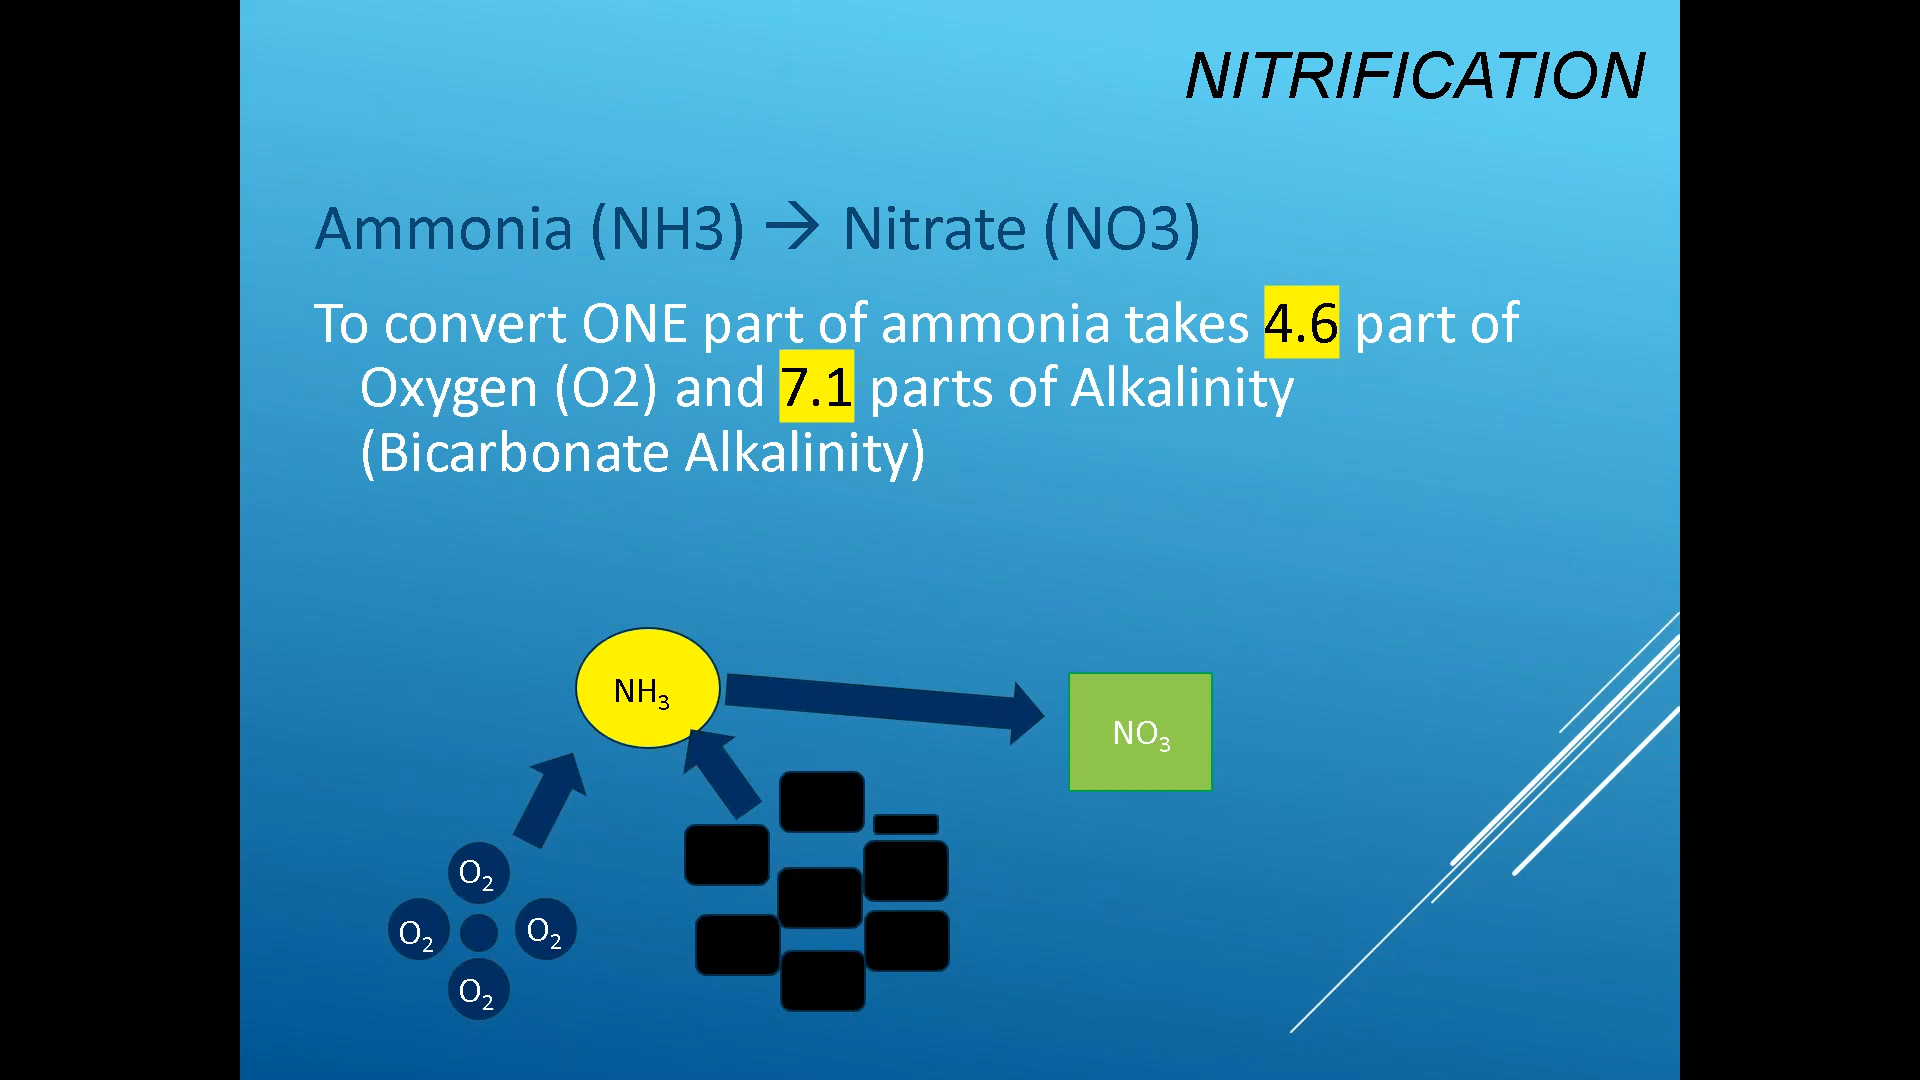 NITRIFICATION
Ammonia (NH3) → Nitrate (NO3)
To convert ONE part of ammonia takes 4.6 part of
Oxygen (O2) and 7.1 parts of Alkalinity
(Bicarbonate Alkalinity)
NH₃
NO₃
O₂
O₂
O₂
O₂